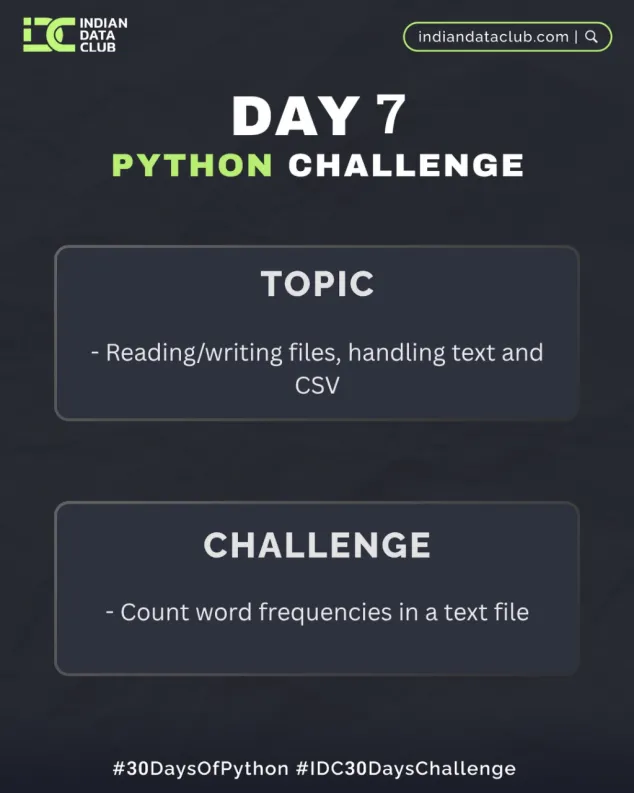 INDIAN
DATA
CLUB
indiandataclub.com |
DAY 7
PYTHON CHALLENGE
TOPIC
- Reading/writing files, handling text and
CSV
CHALLENGE
- Count word frequencies in a text file
#30DaysOfPython #IDC30DaysChallenge